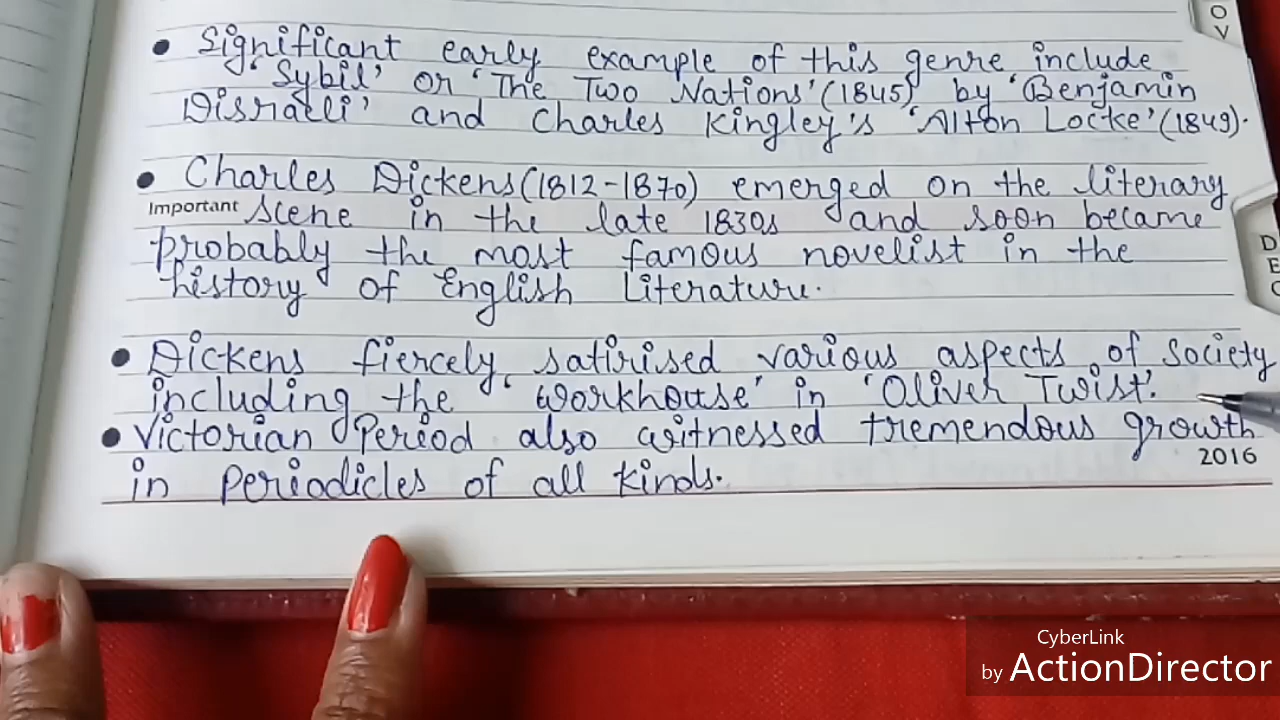 O
V
• Significant early example of this genre include
'Sybil' or 'The Two Nations' (1845) by 'Benjamin
Disraeli' and Charles Kingley's 'Alton Locke' (1849).
• Charles Dickens (1812-1870) emerged on the literary
Important scene in the late 1830s and soon became
probably the most famous novelist in the
history of English Literature.
D
E
C
• Dickens fiercely satirised various aspects of society
including the 'workhouse' in 'Oliver Twist'.
• Victorian Period also witnessed tremendous growth
in periodicles of all kinds.
2016
CyberLink
by ActionDirector